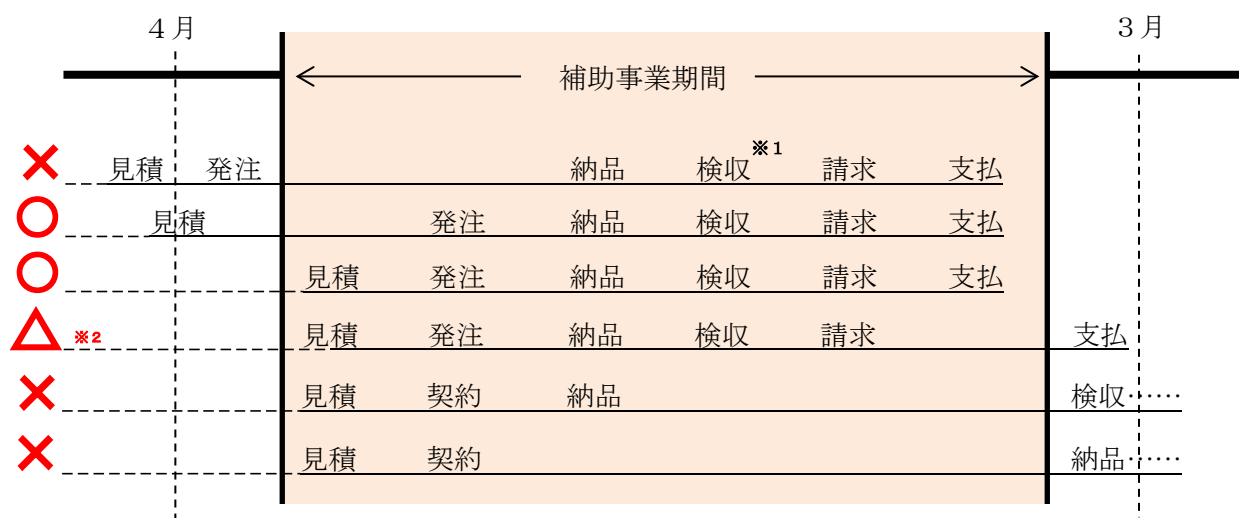 ４月 ３月
補助事業期間
× 見積 発注 納品 検収※１ 請求 支払
○ 見積 発注 納品 検収 請求 支払
○ 見積 発注 納品 検収 請求 支払
△ ※２ 見積 発注 納品 検収 請求 支払
× 見積 契約 納品 検収……
× 見積 契約 納品……